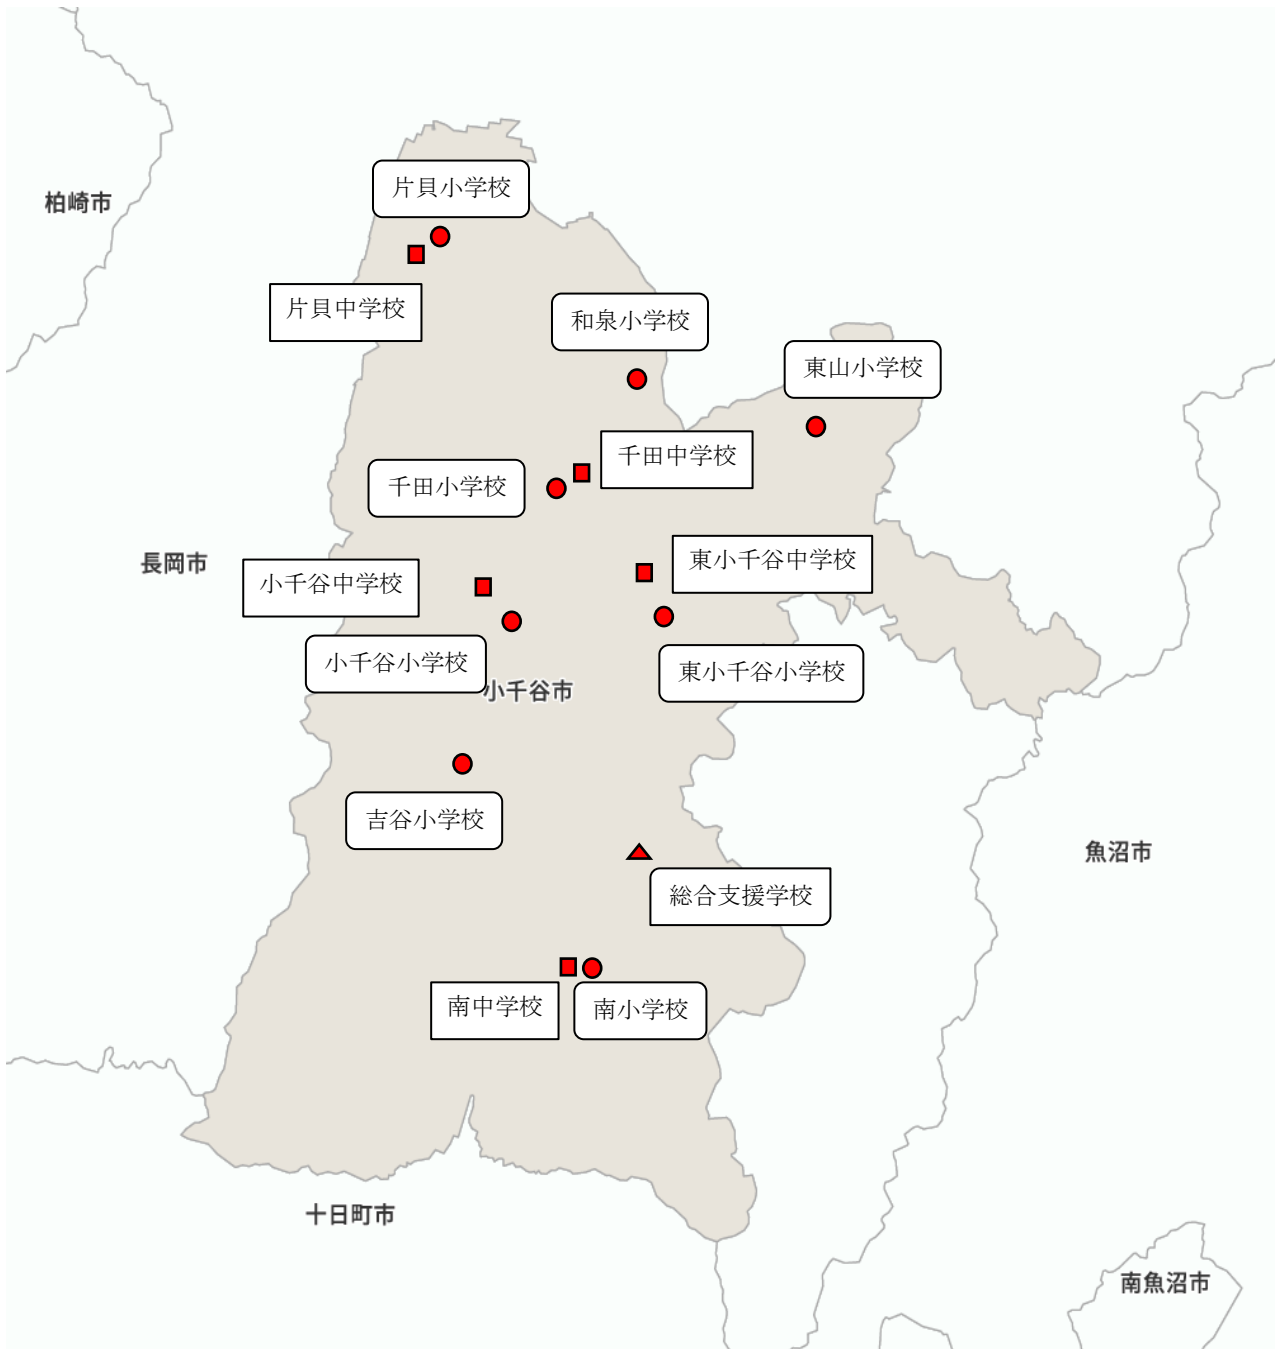 片貝小学校
柏崎市
片貝中学校
和泉小学校
東山小学校
千田中学校
千田小学校
長岡市
東小千谷中学校
小千谷中学校
小千谷小学校
東小千谷小学校
小千谷市
吉谷小学校
魚沼市
総合支援学校
南中学校
南小学校
十日町市
南魚沼市